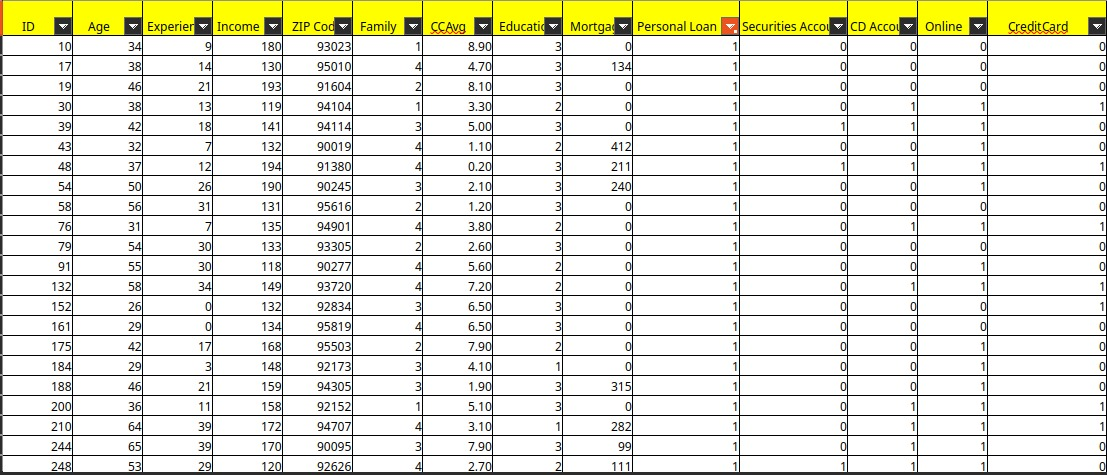 ID Age Experien Income ZIP Cod Family CCAvg Educatio Mortgag Personal Loan Securities Accou CD Accou Online CreditCard
10 34 9 180 93023 1 8.90 3 0 1 0 0 0 0
17 38 14 130 95010 4 4.70 3 134 1 0 0 0 0
19 46 21 193 91604 2 8.10 3 0 1 0 0 0 0
30 38 13 119 94104 1 3.30 2 0 1 0 1 1 1
39 42 18 141 94114 3 5.00 3 0 1 1 1 1 0
43 32 7 132 90019 4 1.10 2 412 1 0 0 1 0
48 37 12 194 91380 4 0.20 3 211 1 1 1 1 1
54 50 26 190 90245 3 2.10 3 240 1 0 0 1 0
58 56 31 131 95616 2 1.20 3 0 1 0 0 0 0
76 31 7 135 94901 4 3.80 2 0 1 0 1 1 1
79 54 30 133 93305 2 2.60 3 0 1 0 0 0 0
91 55 30 118 90277 4 5.60 2 0 1 0 0 1 0
132 58 34 149 93720 4 7.20 2 0 1 0 1 1 1
152 26 0 132 92834 3 6.50 3 0 1 0 0 0 1
161 29 0 134 95819 4 6.50 3 0 1 0 0 0 0
175 42 17 168 95503 2 7.90 2 0 1 0 0 1 0
184 29 3 148 92173 3 4.10 1 0 1 0 0 1 0
188 46 21 159 94305 3 1.90 3 315 1 0 0 1 0
200 36 11 158 92152 1 5.10 3 0 1 0 1 1 1
210 64 39 172 94707 4 3.10 1 282 1 0 1 1 1
244 65 39 170 90095 3 7.90 3 99 1 0 1 1 0
248 53 29 120 92626 4 2.70 2 111 1 1 1 1 0